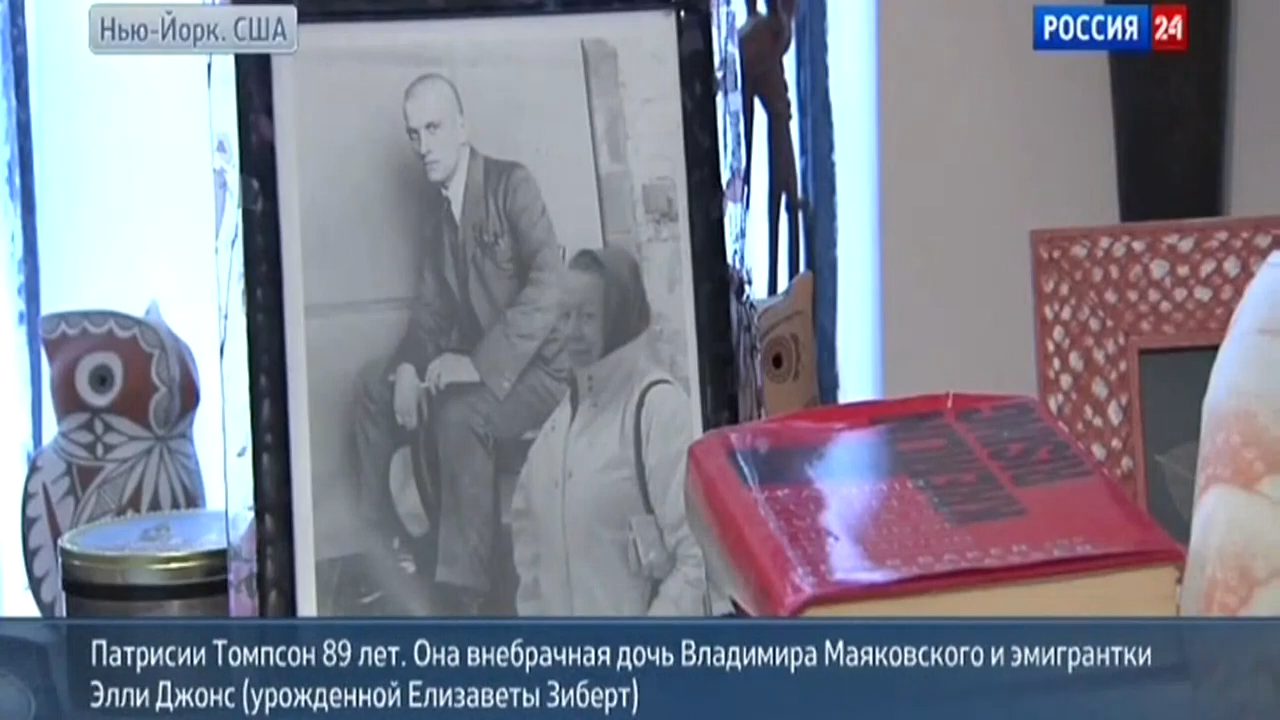 Нью-Йорк. США
РОССИЯ 24
Патрисии Томпсон 89 лет. Она внебрачная дочь Владимира Маяковского и эмигрантки
Элли Джонс (урожденной Елизаветы Зиберт)